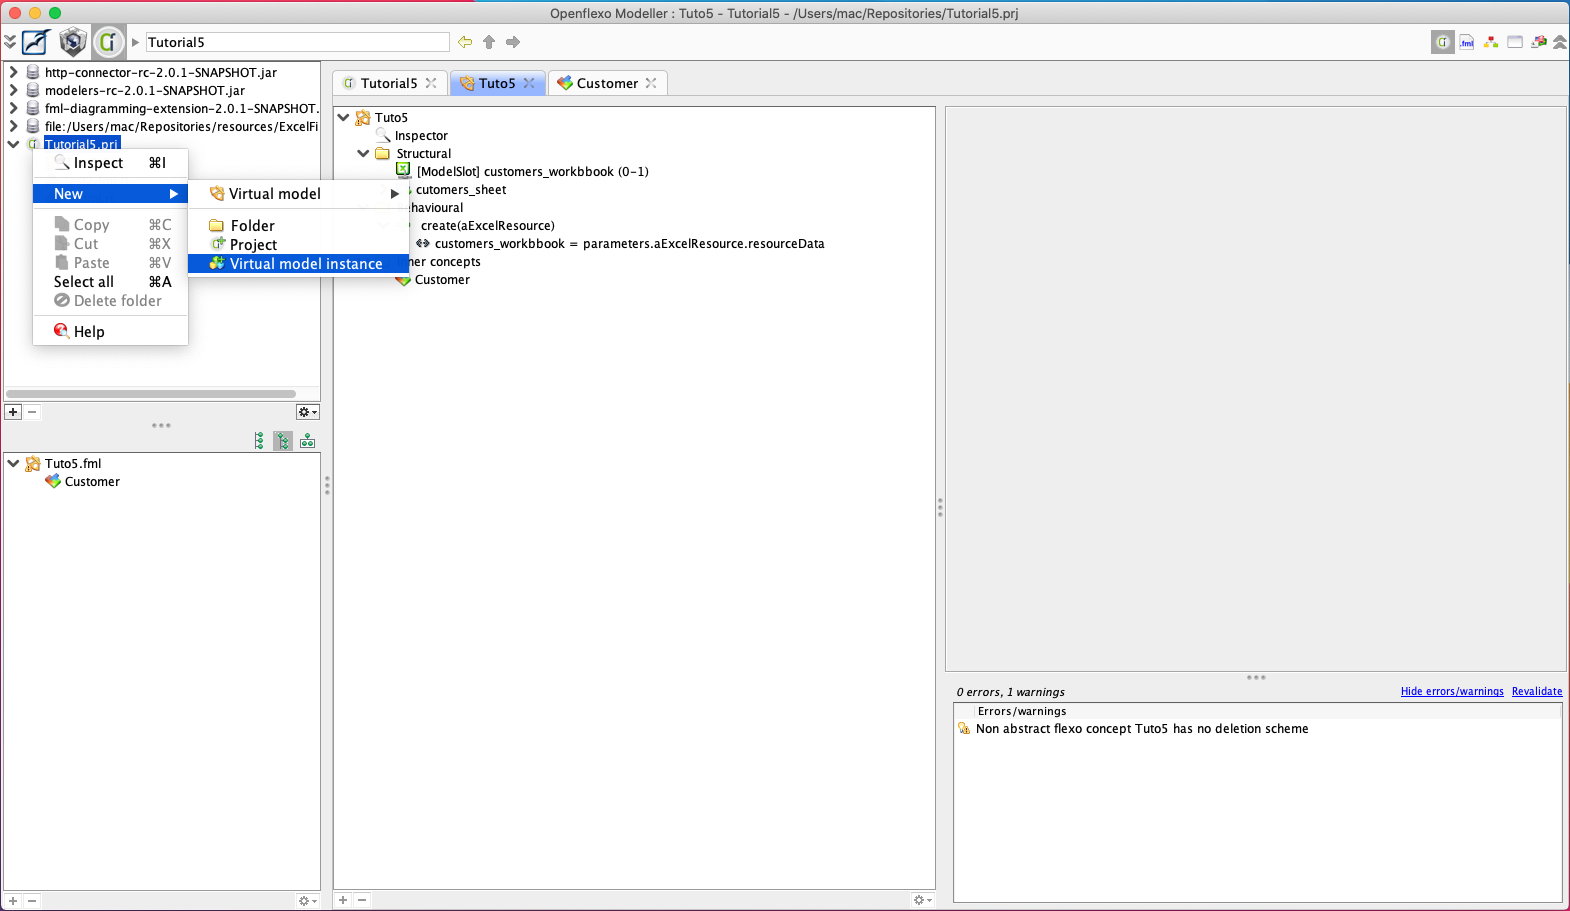 Openflexo Modeller : Tuto5 - Tutorial5 - /Users/mac/Repositories/Tutorial5.prj
Tutorial5
.fml
http-connector-rc-2.0.1-SNAPSHOT.jar
modelers-rc-2.0.1-SNAPSHOT.jar
fml-diagramming-extension-2.0.1-SNAPSHOT.
file:/Users/mac/Repositories/resources/ExcelFi
Tutorial5.prj
Inspect ⌘I
New
Copy ⌘C
Cut ⌘X
Paste ⌘V
Select all ⌘A
Delete folder
Help
Virtual model
Folder
Project
Virtual model instance
Tuto5.fml
Customer
Tutorial5
Tuto5
Customer
Tuto5
Inspector
Structural
[ModelSlot] customers_workbbook (0-1)
cutomers_sheet
ehavioural
create(aExcelResource)
customers_workbbook = parameters.aExcelResource.resourceData
her concepts
Customer
0 errors, 1 warnings
Hide errors/warnings Revalidate
Errors/warnings
Non abstract flexo concept Tuto5 has no deletion scheme